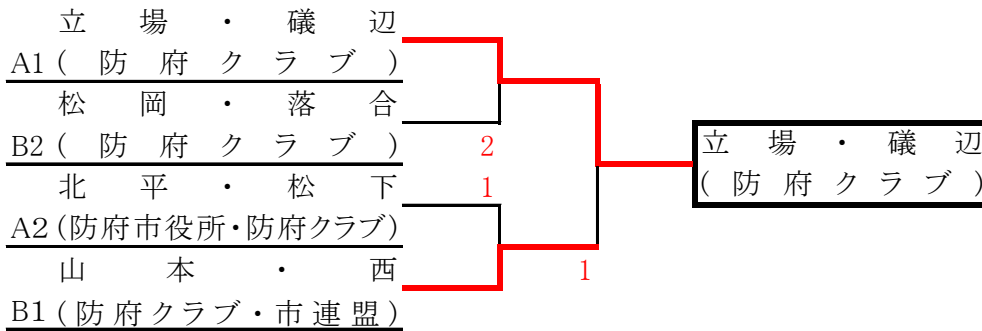 立場・礒辺
A1(防府クラブ)
松岡・落合
B2(防府クラブ)
2
北平・松下
1
A2(防府市役所・防府クラブ)
山本・西
1
B1(防府クラブ・市連盟)
立場・礒辺
(防府クラブ)